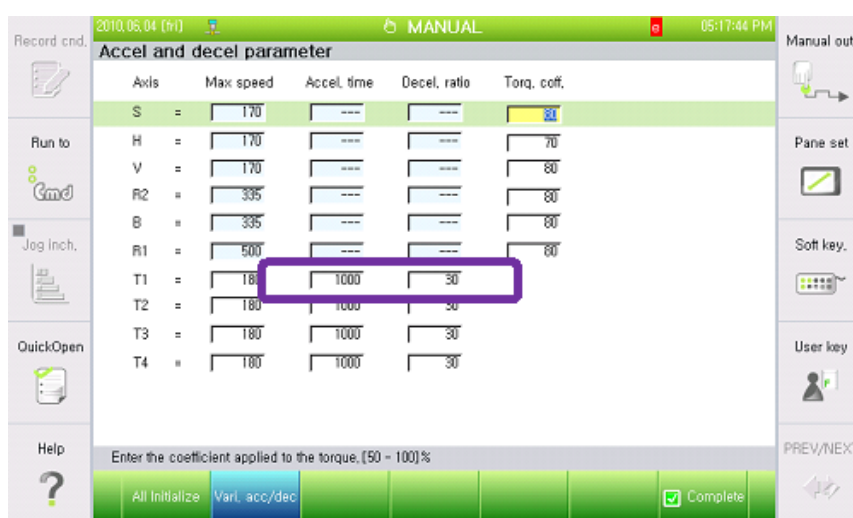 2010,06,04 (fri) MANUAL e 05:17:44 PM
Accel and decel parameter
Record cnd.
Run to
Cmd
Jog inch.
QuickOpen
Help
Axis Max speed Accel. time Decel. ratio Torq. coff.
S = 170 --- --- 80
H = 170 --- --- 70
V = 170 --- --- 80
R2 = 335 --- --- 80
B = 335 --- --- 80
R1 = 500 --- --- 80
T1 = 180 1000 30
T2 = 180 1000 30
T3 = 180 1000 30
T4 = 180 1000 30
Enter the coefficient applied to the torque,[50 - 100]%
All Initialize Vari. acc/dec Complete
Manual out
Pane set
Soft key.
User key
PREV/NEX